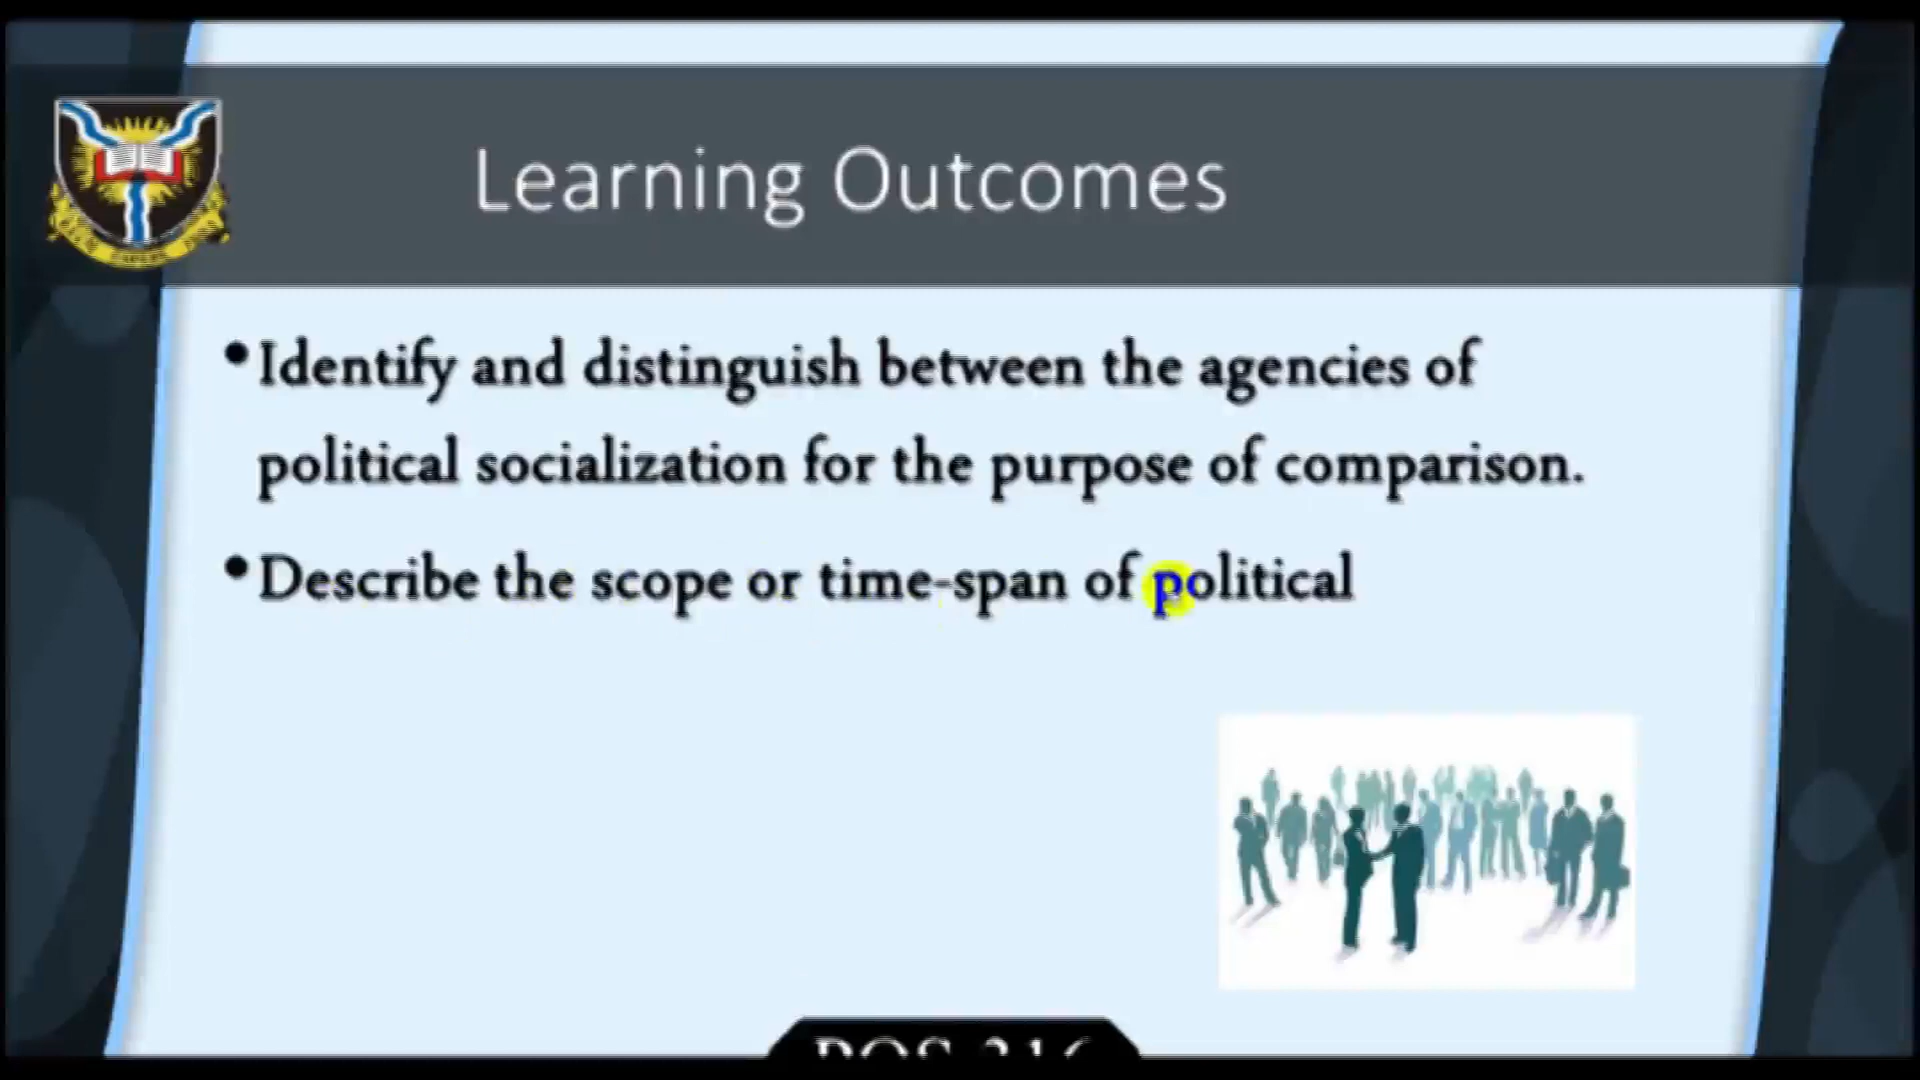 Learning Outcomes
•Identify and distinguish between the agencies of
political socialization for the purpose of comparison.
•Describe the scope or time-span of political